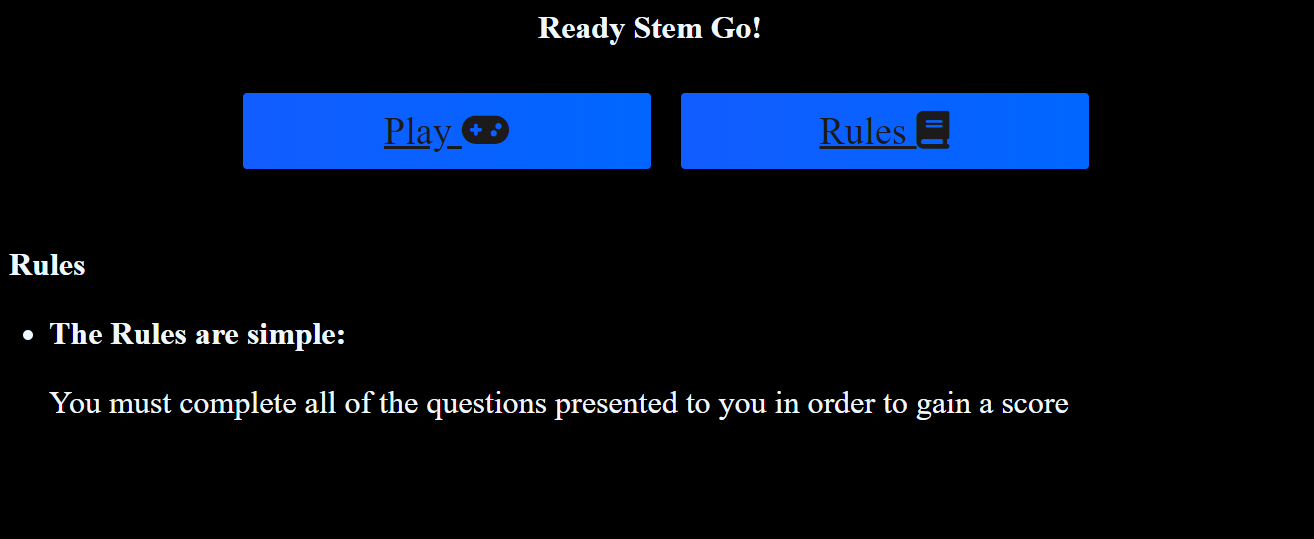 Ready Stem Go!
Play
Rules
Rules
The Rules are simple:
You must complete all of the questions presented to you in order to gain a score